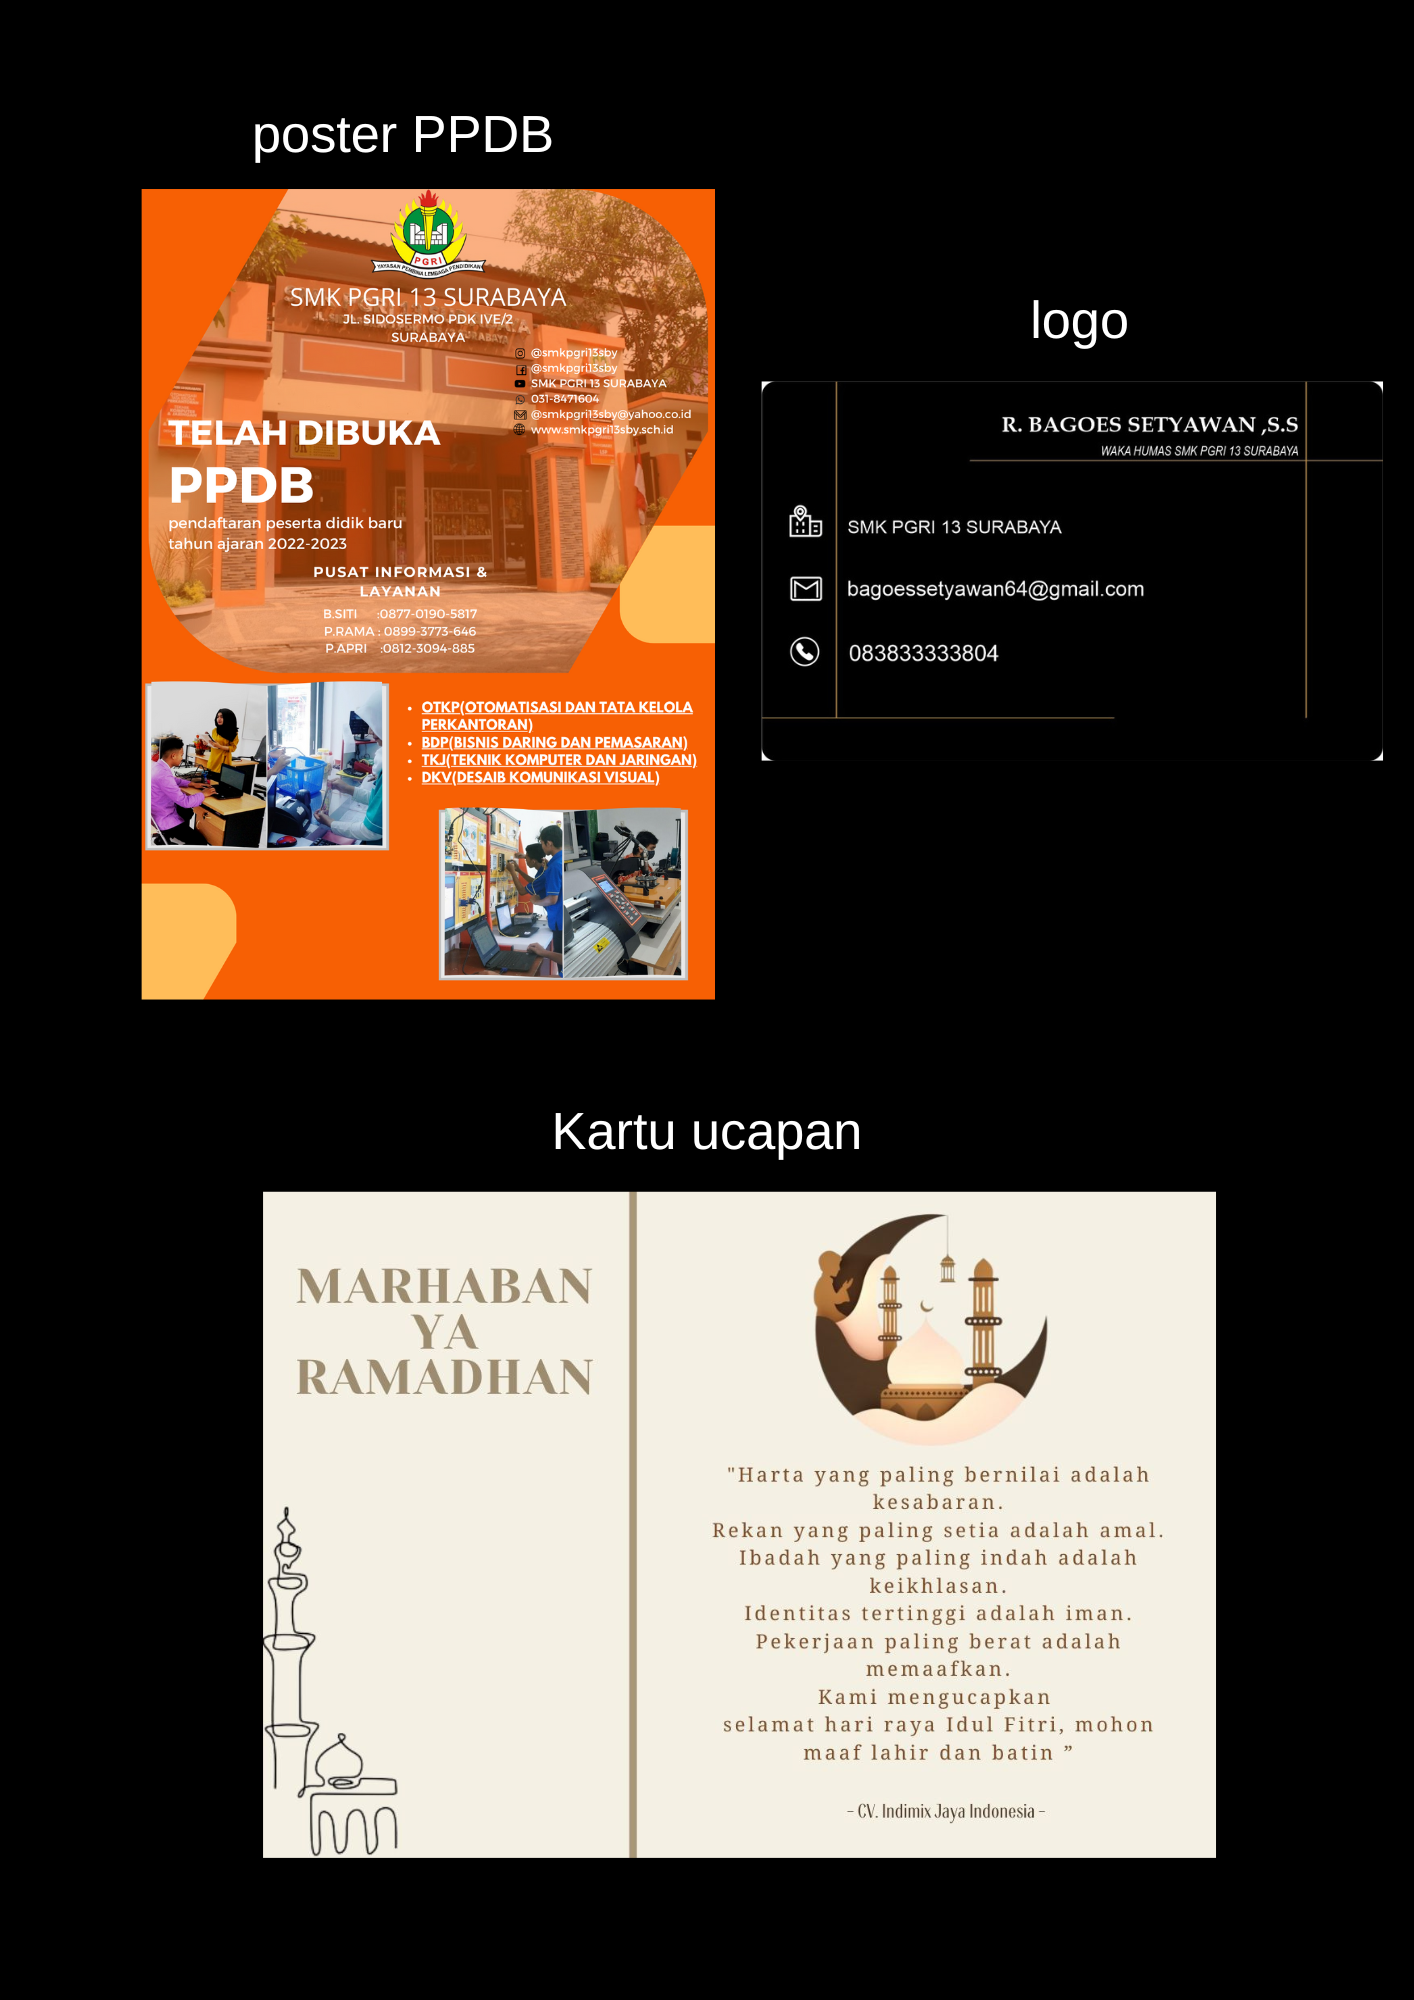 poster PPDB
PGRI
YAYASAN PEMBINA LEMBAGA PENDIDIKAN
SMK PGRI 13 SURABAYA
JL. SIDOSERMO PDK IVE/2
SURABAYA
@smkpgri13sby
@smkpgri13sby
SMK PGRI 13 SURABAYA
031-8471604
@smkpgri13sby@yahoo.co.id
www.smkpgri13sby.sch.id
TELAH DIBUKA
PPDB
pendaftaran peserta didik baru
tahun ajaran 2022-2023
PUSAT INFORMASI &
LAYANAN
B.SITI :0877-0190-5817
P.RAMA : 0899-3773-646
P.APRI :0812-3094-885
• OTKP(OTOMATISASI DAN TATA KELOLA
PERKANTORAN)
• BDP(BISNIS DARING DAN PEMASARAN)
• TKJ(TEKNIK KOMPUTER DAN JARINGAN)
• DKV(DESAIB KOMUNIKASI VISUAL)
logo
R. BAGOES SETYAWAN ,S.S
WAKA HUMAS SMK PGRI 13 SURABAYA
SMK PGRI 13 SURABAYA
bagoessetyawan64@gmail.com
083833333804
Kartu ucapan
MARHABAN
YA
RAMADHAN
"Harta yang paling bernilai adalah
kesabaran.
Rekan yang paling setia adalah amal.
Ibadah yang paling indah adalah
keikhlasan.
Identitas tertinggi adalah iman.
Pekerjaan paling berat adalah
memaafkan.
Kami mengucapkan
selamat hari raya Idul Fitri, mohon
maaf lahir dan batin ”
– CV. Indimix Jaya Indonesia –